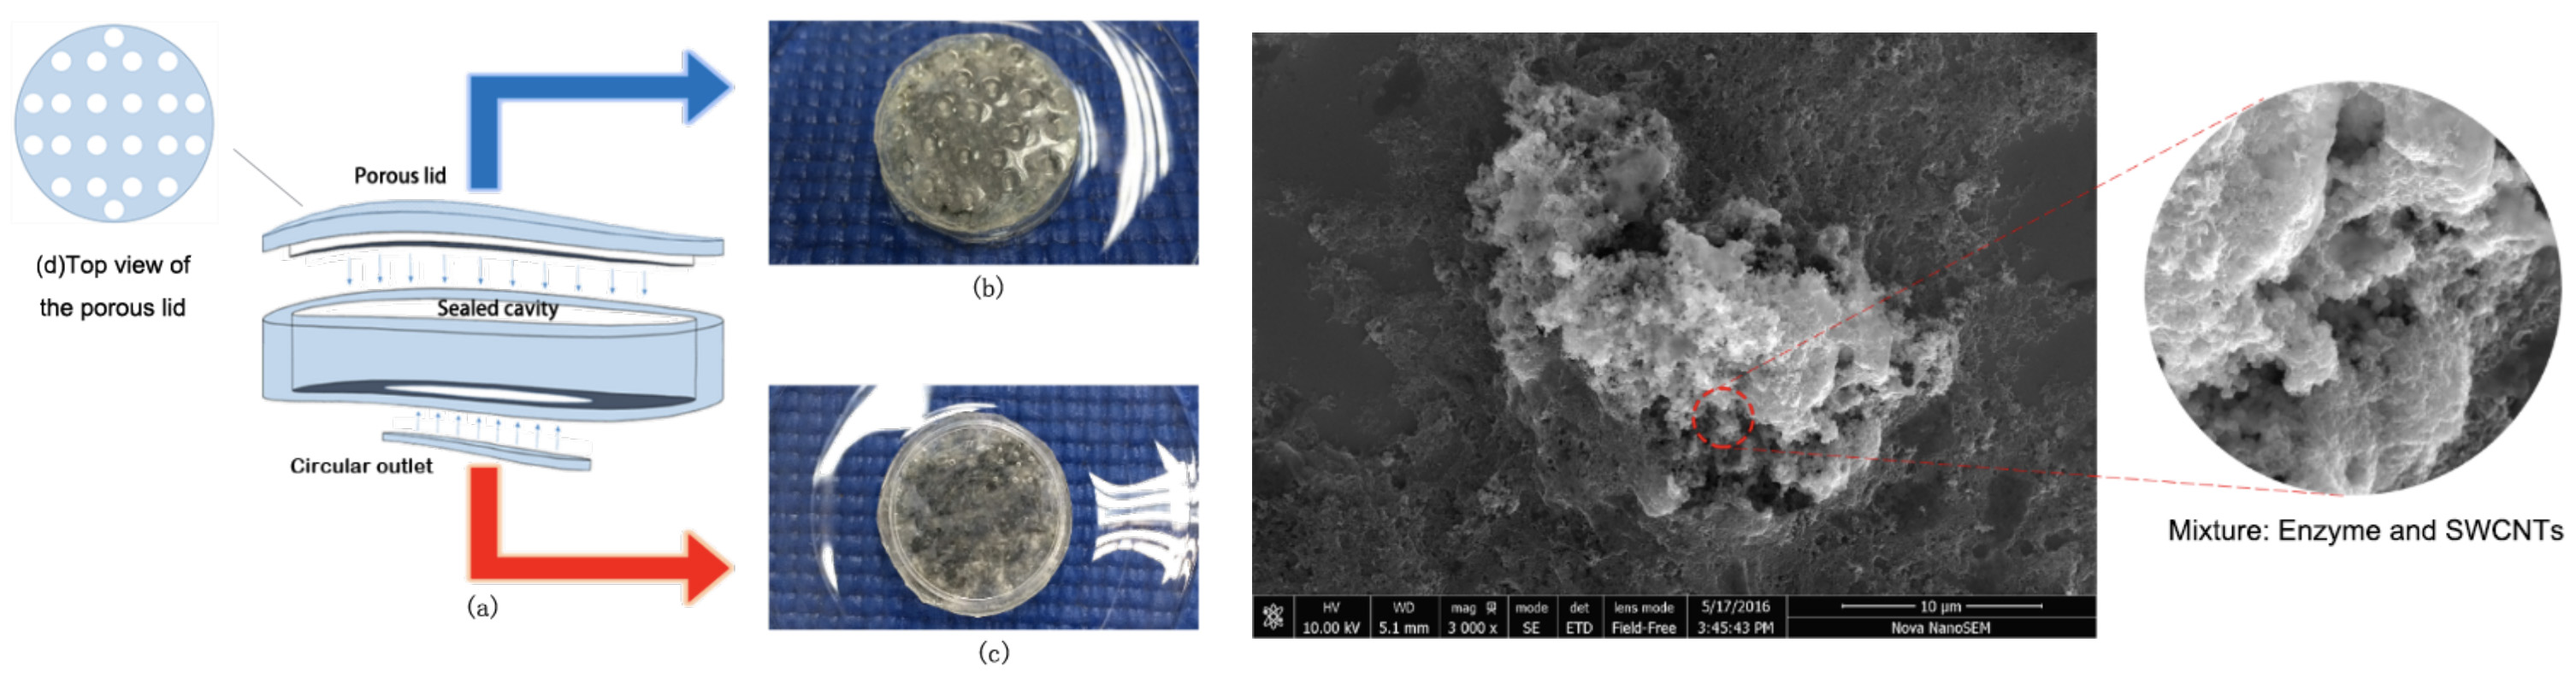 Porous lid
Sealed cavity
(d)Top view of
the porous lid
Circular outlet
(a)
(b)
(c)
HV
10.00 kV
WD
5.1 mm
mag
3 000 x
mode
SE
det
ETD
lens mode
Field-Free
5/17/2016
3:45:43 PM
10 µm
Nova NanoSEM
Mixture: Enzyme and SWCNTs